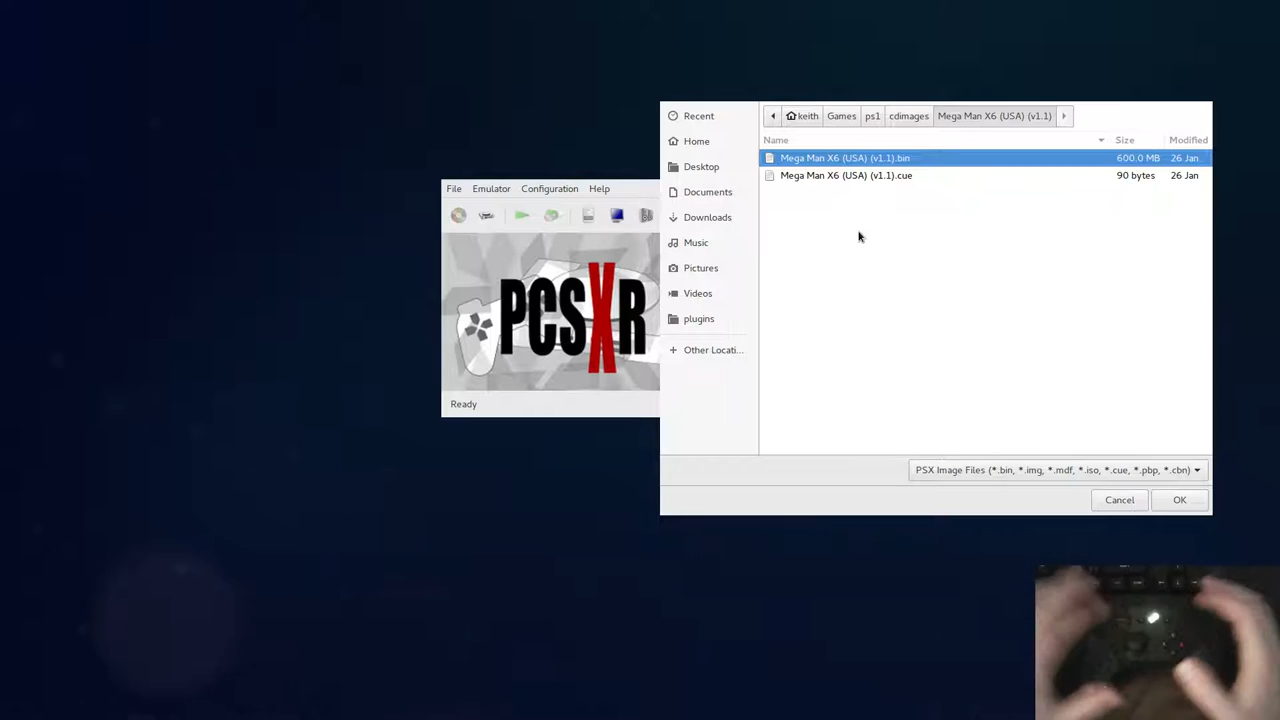 Recent
Home
Desktop
Documents
Downloads
Music
Pictures
Videos
plugins
Other Locati...
keith Games ps1 cdimages Mega Man X6 (USA) (v1.1)
Name Size Modified
Mega Man X6 (USA) (v1.1).bin 600.0 MB 26 Jan
Mega Man X6 (USA) (v1.1).cue 90 bytes 26 Jan
PSX Image Files (*.bin, *.img, *.mdf, *.iso, *.cue, *.pbp, *.cbn)
Cancel OK
File Emulator Configuration Help
PCSXR
Ready